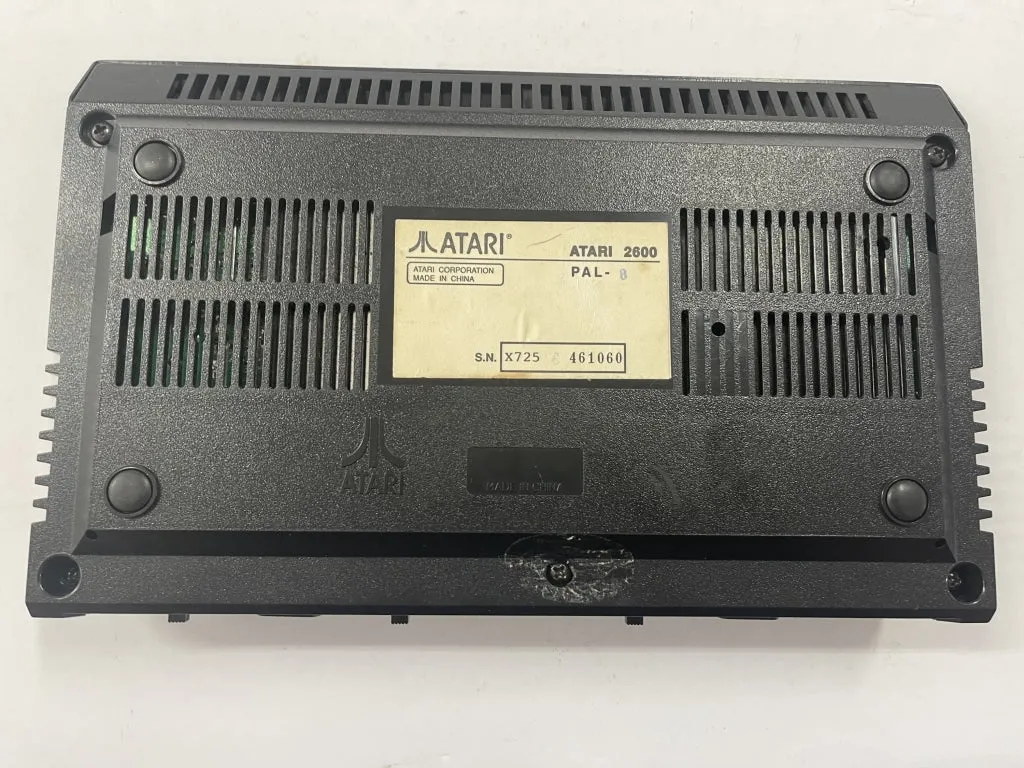 ATARI® ATARI 2600
ATARI CORPORATION PAL-
MADE IN CHINA
S.N. X725 461060
ATARI
MADE IN CHINA